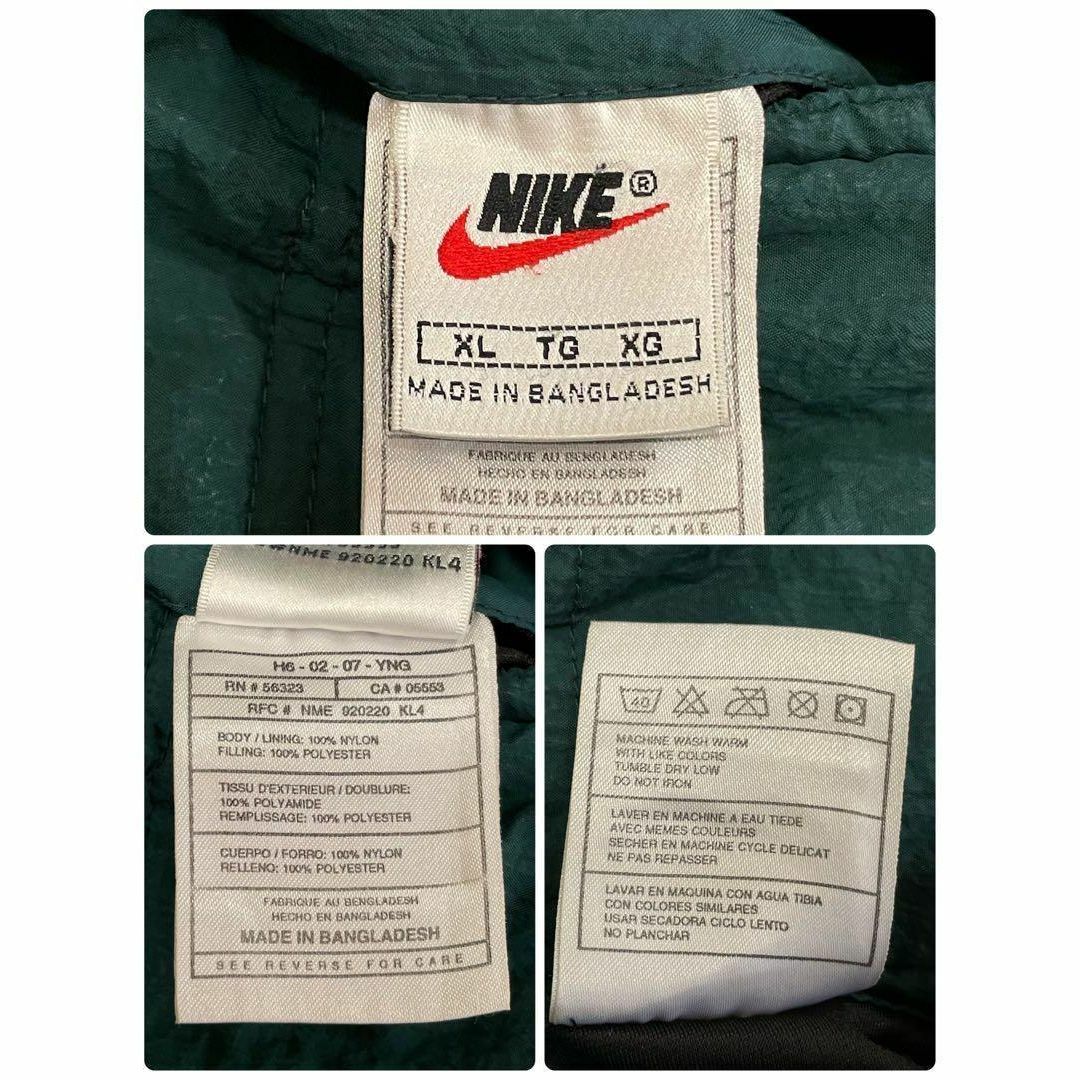 NIKE®
XL TG XG
MADE IN BANGLADESH
FABRIQUE AU BENGLADESH
HECHO EN BANGLADESH
MADE IN BANGLADESH
SEE REVERSE FOR CARE
NME 920220 KL4
H6 - 02 - 07 - YNG
RN # 56323 CA # 05553
RFC # NME 920220 KL4
BODY / LINING: 100% NYLON
FILLING: 100% POLYESTER
TISSU D'EXTERIEUR / DOUBLURE:
100% POLYAMIDE
REMPLISSAGE: 100% POLYESTER
CUERPO / FORRO: 100% NYLON
RELLENO: 100% POLYESTER
FABRIQUE AU BENGLADESH
HECHO EN BANGLADESH
MADE IN BANGLADESH
SEE REVERSE FOR CARE
40
MACHINE WASH WARM
WITH LIKE COLORS
TUMBLE DRY LOW
DO NOT IRON
LAVER EN MACHINE A EAU TIEDE
AVEC MEMES COULEURS
SECHER EN MACHINE CYCLE DELICAT
NE PAS REPASSER
LAVAR EN MAQUINA CON AGUA TIBIA
CON COLORES SIMILARES
USAR SECADORA CICLO LENTO
NO PLANCHAR